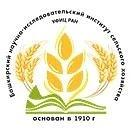 Башкирский научно-исследовательский институт сельского хозяйства
УФИЦ РАН
основан в 1910 г